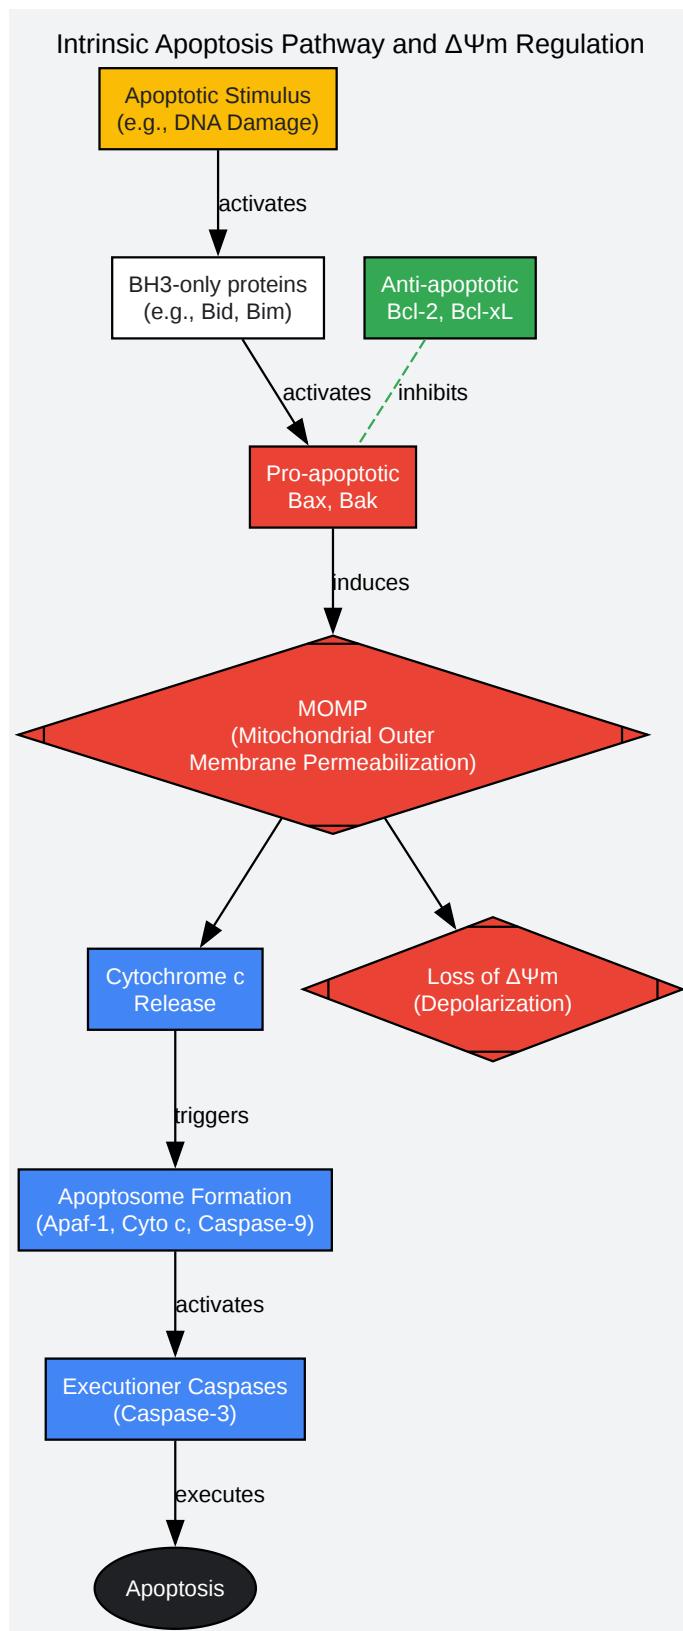 Intrinsic Apoptosis Pathway and ΔΨm Regulation
Apoptotic Stimulus
(e.g., DNA Damage)
activates
BH3-only proteins
(e.g., Bid, Bim)
Anti-apoptotic
Bcl-2, Bcl-xL
activates
inhibits
Pro-apoptotic
Bax, Bak
induces
MOMP
(Mitochondrial Outer
Membrane Permeabilization)
Cytochrome c
Release
Loss of ΔΨm
(Depolarization)
triggers
Apoptosome Formation
(Apaf-1, Cyto c, Caspase-9)
activates
Executioner Caspases
(Caspase-3)
executes
Apoptosis